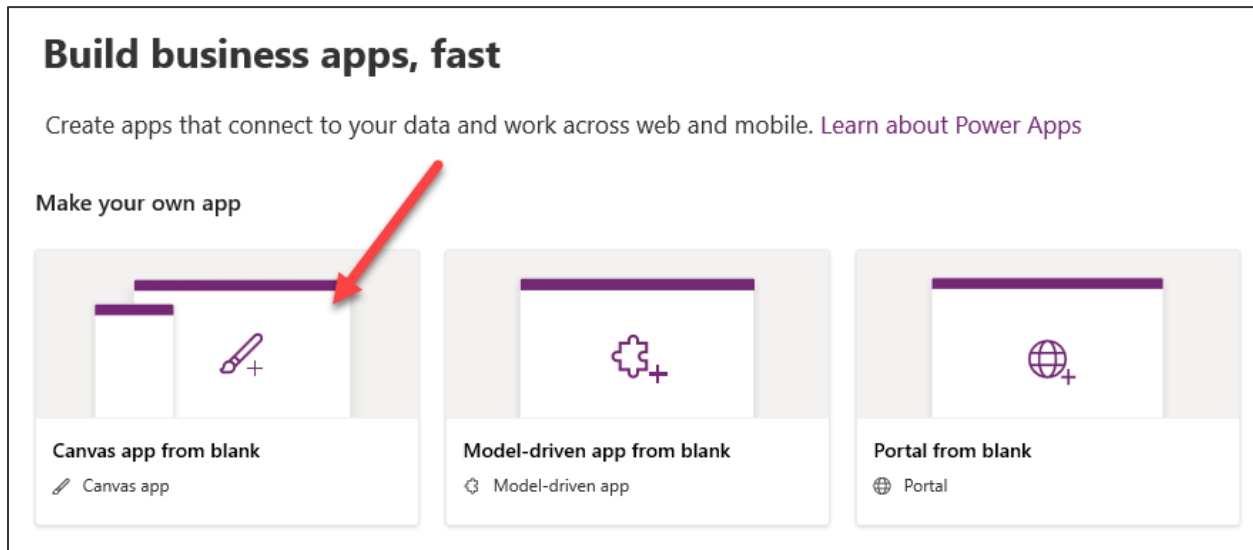 Build business apps, fast
Create apps that connect to your data and work across web and mobile. Learn about Power Apps
Make your own app
Canvas app from blank
Canvas app
Model-driven app from blank
Model-driven app
Portal from blank
Portal